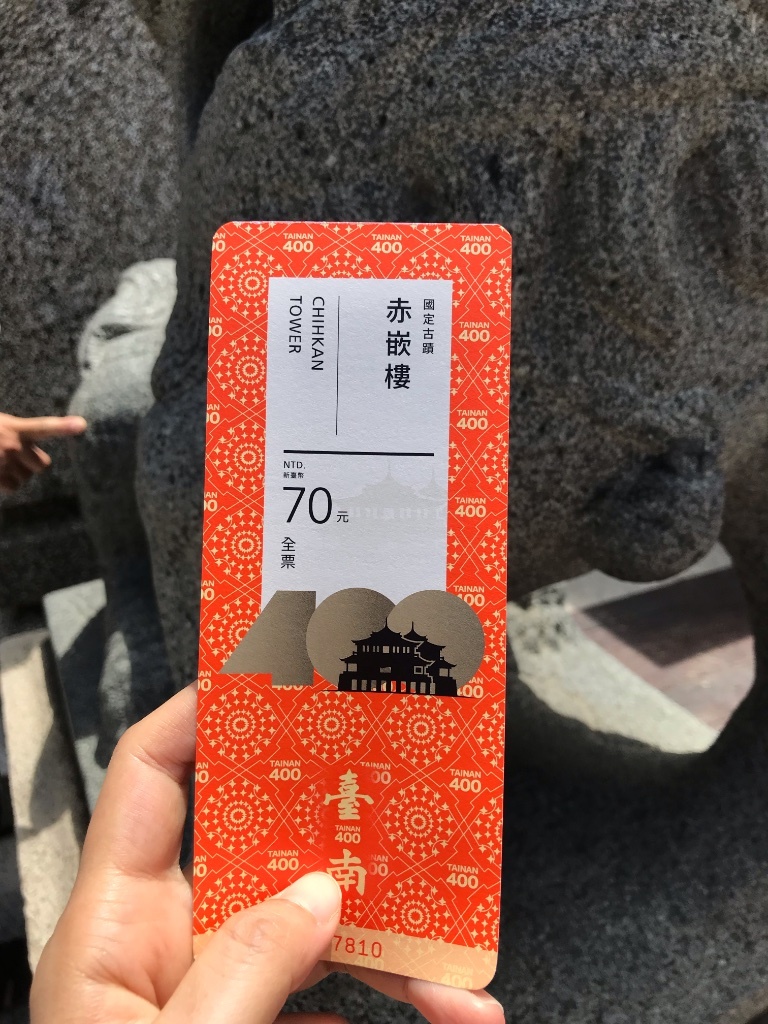 國定古蹟
赤嵌樓
CHIHKAN
TOWER
NTD.
新臺幣
70元
全票
400
臺南
TAINAN
400
7810